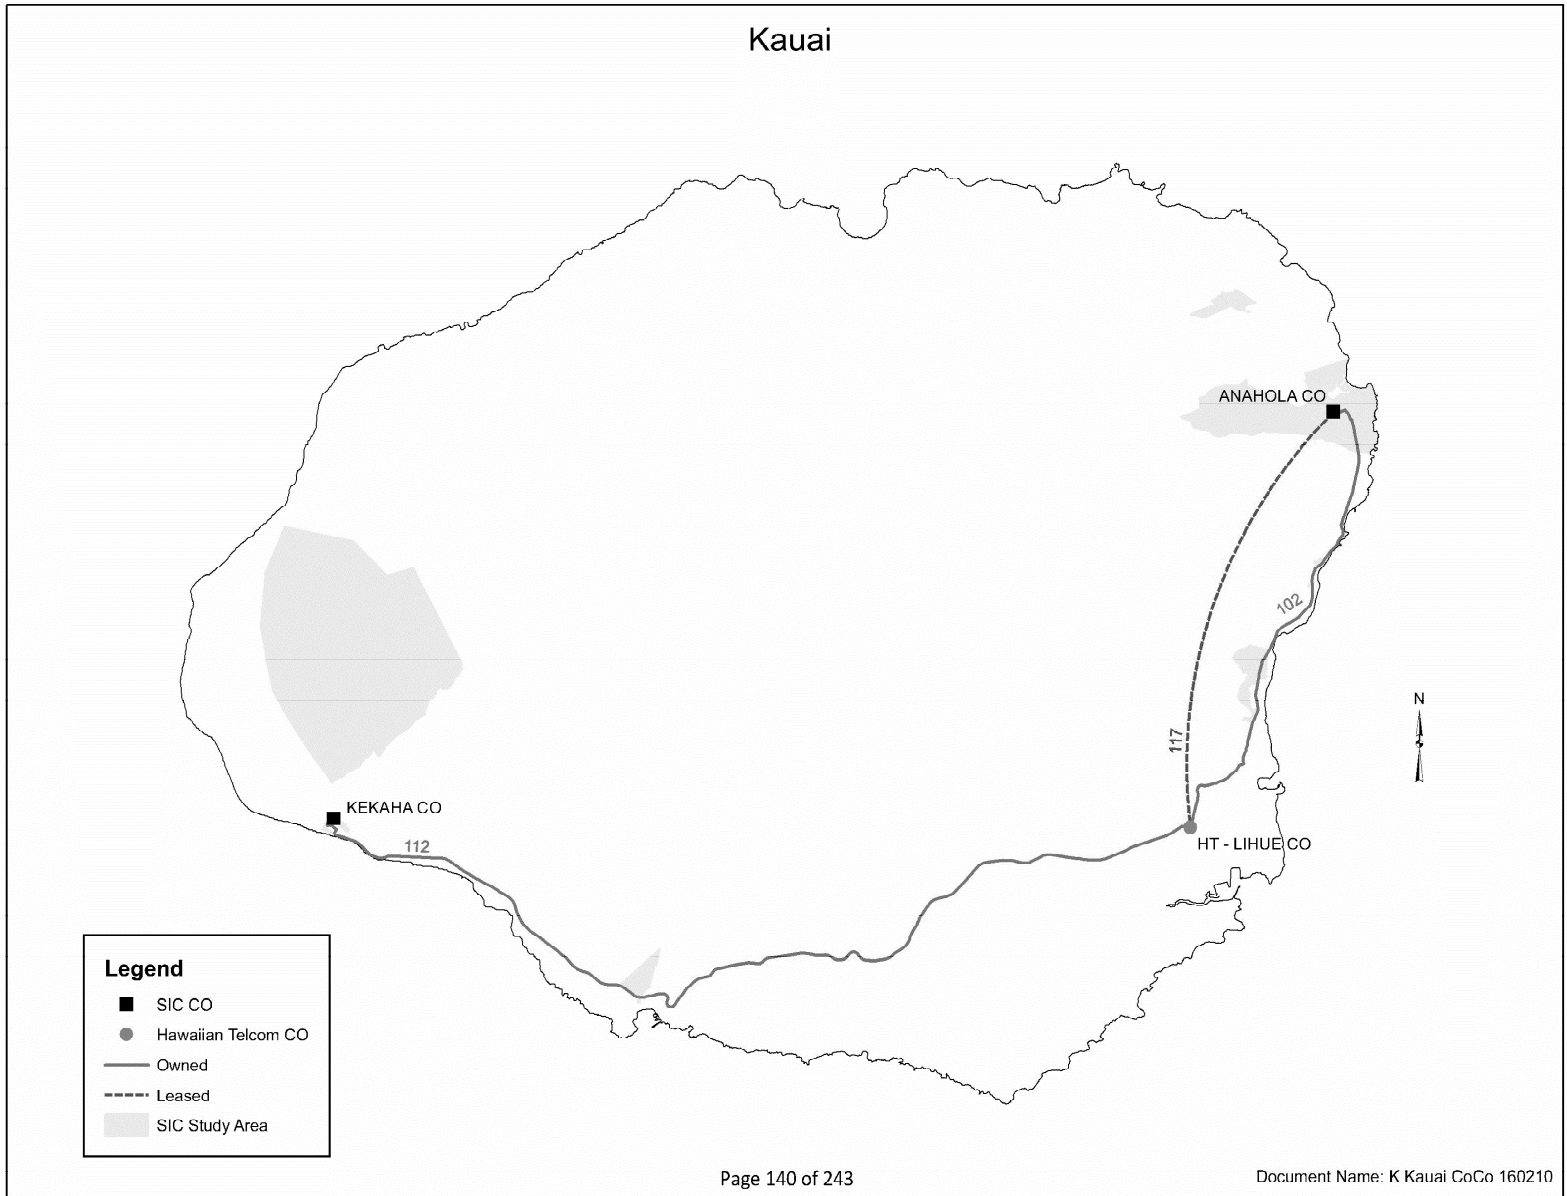 Kauai
ANAHOLA CO
102
N
117
KEKAHA CO
HT - LIHUE CO
112
Legend
SIC CO
Hawaiian Telcom CO
Owned
Leased
SIC Study Area
Page 140 of 243
Document Name: K Kauai CoCo 160210